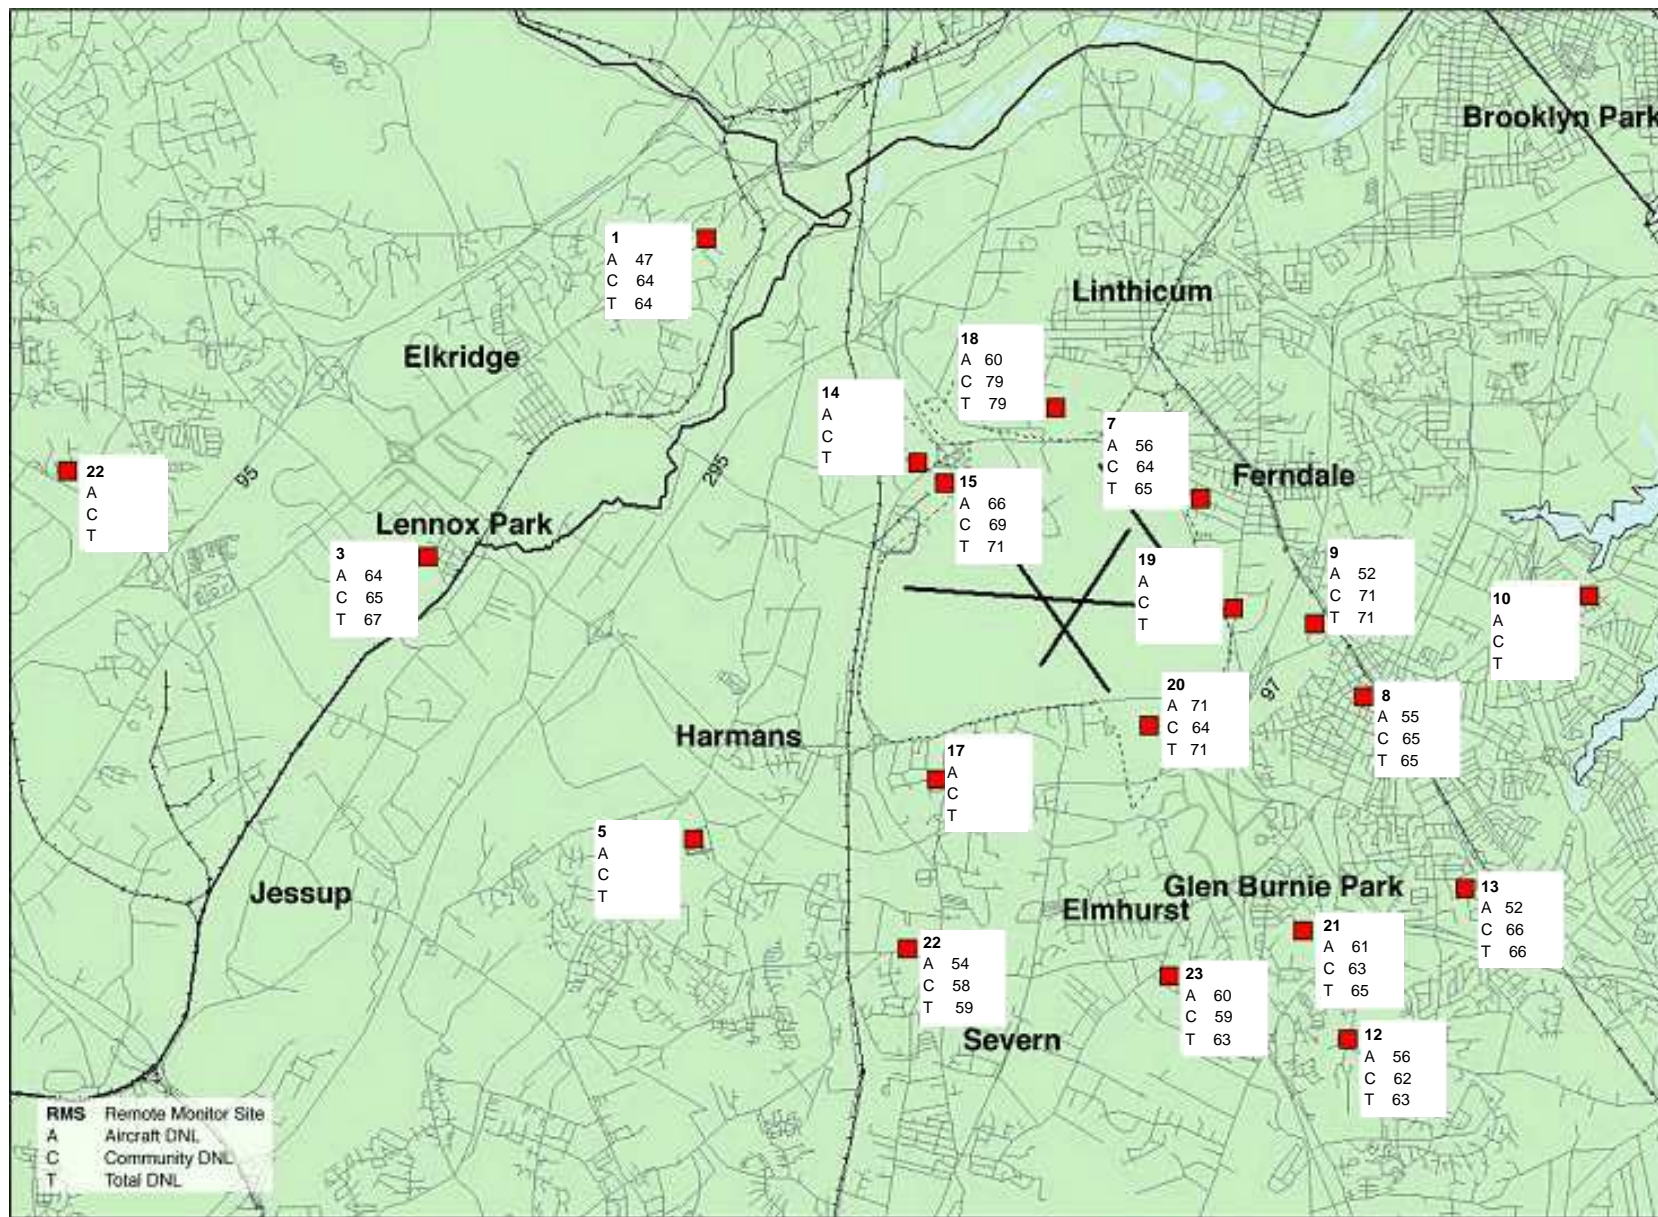 Brooklyn Park
1
A 47
C 64
T 64
Linthicum
Elkridge
18
A 60
C 79
T 79
14
A
C
T
7
A 56
C 64
T 65
Ferndale
22
A
C
T
95
295
15
A 66
C 69
T 71
Lennox Park
3
A 64
C 65
T 67
19
A
C
T
9
A 52
C 71
T 71
10
A
C
T
20
A 71
C 64
T 71
97
8
A 55
C 65
T 65
Harmans
17
A
C
T
5
A
C
T
Jessup
Glen Burnie Park
Elmhurst
13
A 52
C 66
T 66
21
A 61
C 63
T 65
22
A 54
C 58
T 59
23
A 60
C 59
T 63
Severn
12
A 56
C 62
T 63
RMS Remote Monitor Site
A Aircraft DNL
C Community DNL
T Total DNL